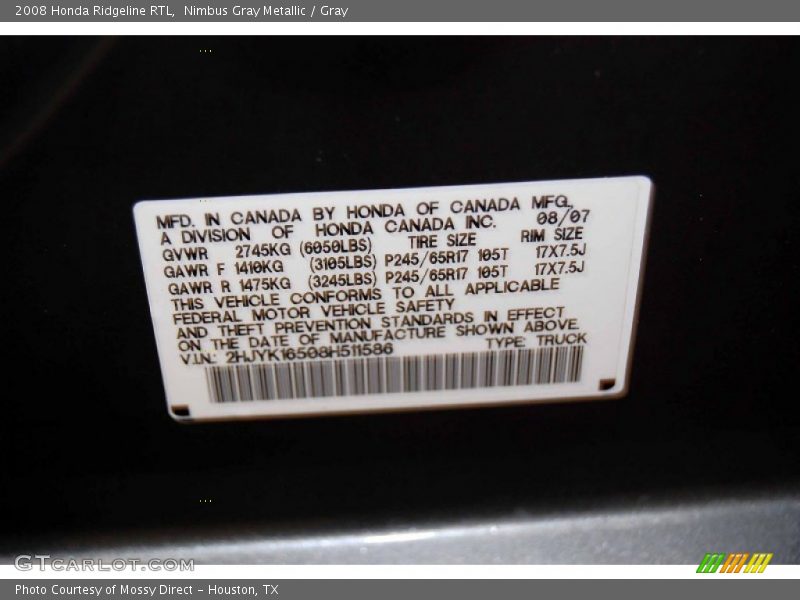 2008 Honda Ridgeline RTL, Nimbus Gray Metallic / Gray
MFD. IN CANADA BY HONDA OF CANADA MFG.,
A DIVISION OF HONDA CANADA INC. 08/07
GVWR 2745KG (6050LBS) TIRE SIZE RIM SIZE
GAWR F 1410KG (3105LBS) P245/65R17 105T 17X7.5J
GAWR R 1475KG (3245LBS) P245/65R17 105T 17X7.5J
THIS VEHICLE CONFORMS TO ALL APPLICABLE
FEDERAL MOTOR VEHICLE SAFETY
AND THEFT PREVENTION STANDARDS IN EFFECT
ON THE DATE OF MANUFACTURE SHOWN ABOVE.
V.I.N.: 2HJYK16508H511586 TYPE: TRUCK
GTCARLOT.COM
Photo Courtesy of Mossy Direct - Houston, TX